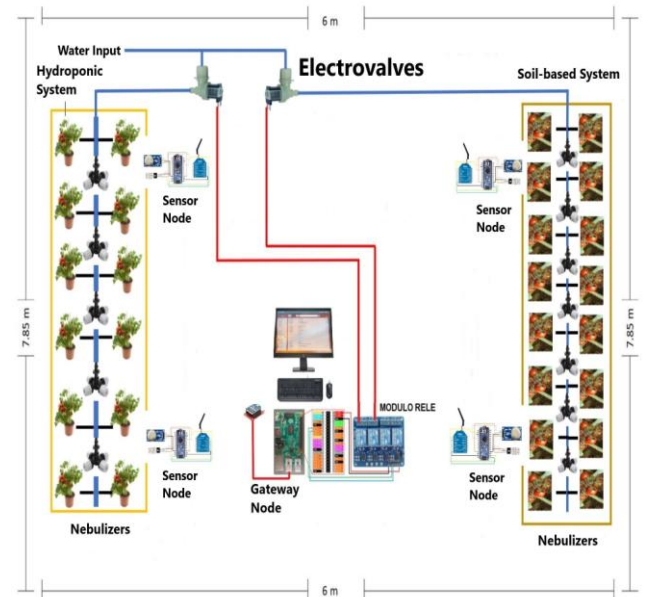 6 m
Water Input
Electrovalves
Hydroponic
System
Soil-based System
Sensor
Node
Sensor
Node
7.85 m
7.85 m
MODULO RELE
Sensor
Node
Sensor
Node
Gateway
Node
Nebulizers
Nebulizers
6 m